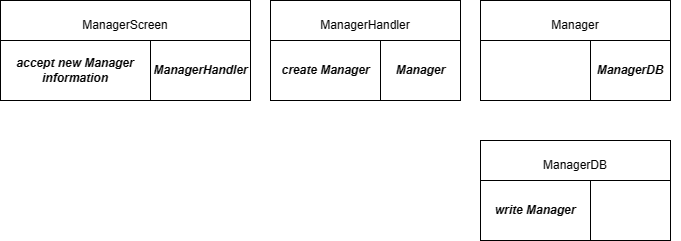 ManagerScreen
ManagerHandler
Manager
accept new Manager
information
ManagerHandler
create Manager
Manager
ManagerDB
ManagerDB
write Manager